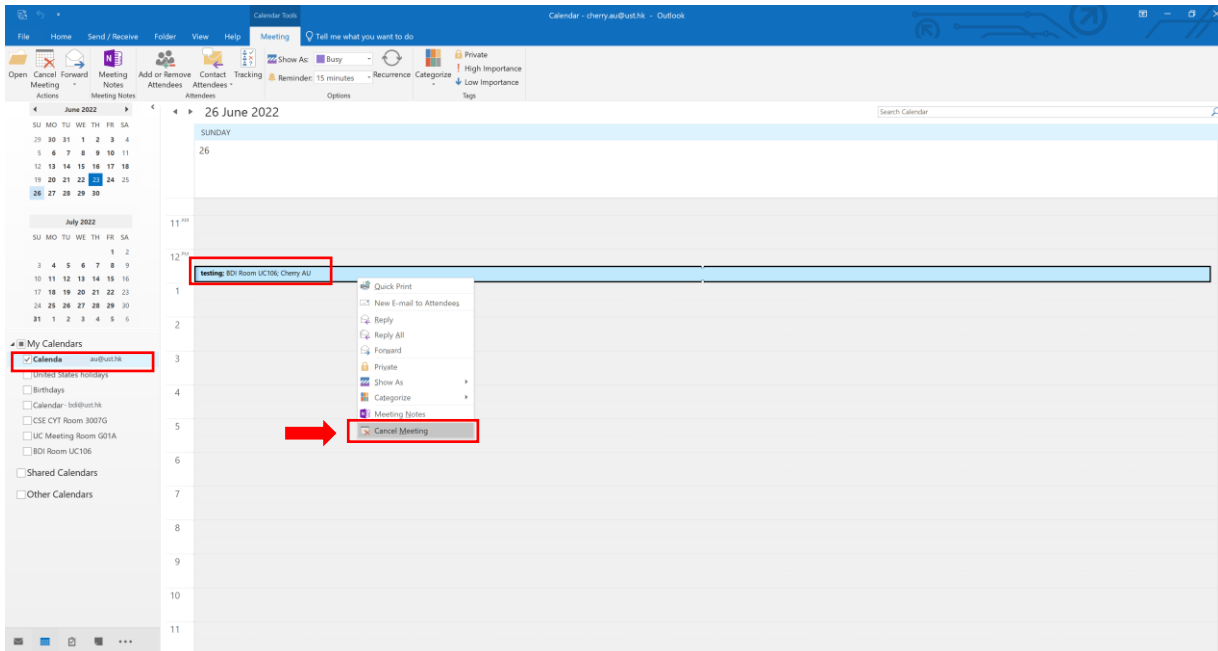 Calendar Tools
Calendar - cherry.au@ust.hk - Outlook
File Home Send / Receive Folder View Help Meeting Tell me what you want to do
Open
Cancel Meeting
Forward
Actions
Meeting Notes
Meeting Notes
Add or Remove Attendees
Contact Attendees
Tracking
Attendees
Show As: Busy
Reminder: 15 minutes
Recurrence
Options
Categorize
Private
High Importance
Low Importance
Tags
June 2022
SU MO TU WE TH FR SA
29 30 31 1 2 3 4
5 6 7 8 9 10 11
12 13 14 15 16 17 18
19 20 21 22 23 24 25
26 27 28 29 30
July 2022
SU MO TU WE TH FR SA
1 2
3 4 5 6 7 8 9
10 11 12 13 14 15 16
17 18 19 20 21 22 23
24 25 26 27 28 29 30
31 1 2 3 4 5 6
My Calendars
Calenda au@ust.hk
United States holidays
Birthdays
Calendar - bdi@ust.hk
CSE CYT Room 3007G
UC Meeting Room G01A
BDI Room UC106
Shared Calendars
Other Calendars
26 June 2022
Search Calendar
SUNDAY
26
11 AM
12 PM
testing; BDI Room UC106; Cherry AU
1
2
3
4
5
6
7
8
9
10
11
Quick Print
New E-mail to Attendees
Reply
Reply All
Forward
Private
Show As
Categorize
Meeting Notes
Cancel Meeting